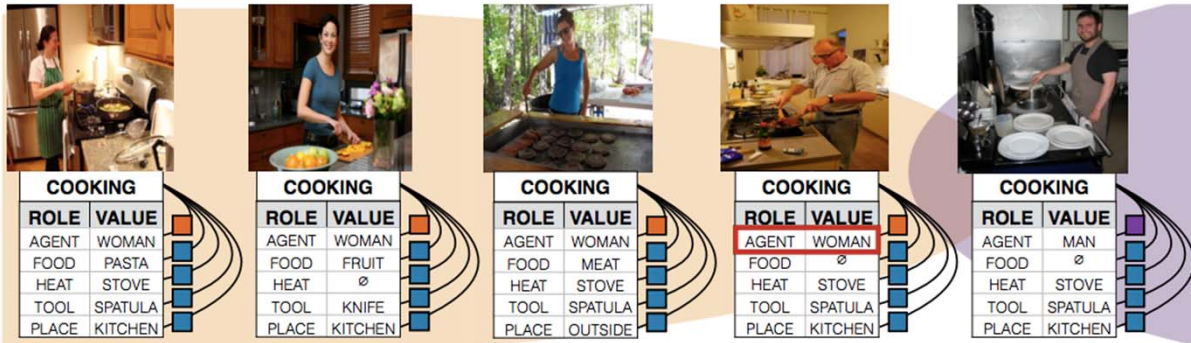 COOKING
ROLE VALUE
AGENT WOMAN
FOOD PASTA
HEAT STOVE
TOOL SPATULA
PLACE KITCHEN
COOKING
ROLE VALUE
AGENT WOMAN
FOOD FRUIT
HEAT ∅
TOOL KNIFE
PLACE KITCHEN
COOKING
ROLE VALUE
AGENT WOMAN
FOOD MEAT
HEAT STOVE
TOOL SPATULA
PLACE OUTSIDE
COOKING
ROLE VALUE
AGENT WOMAN
FOOD ∅
HEAT STOVE
TOOL SPATULA
PLACE KITCHEN
COOKING
ROLE VALUE
AGENT MAN
FOOD ∅
HEAT STOVE
TOOL SPATULA
PLACE KITCHEN